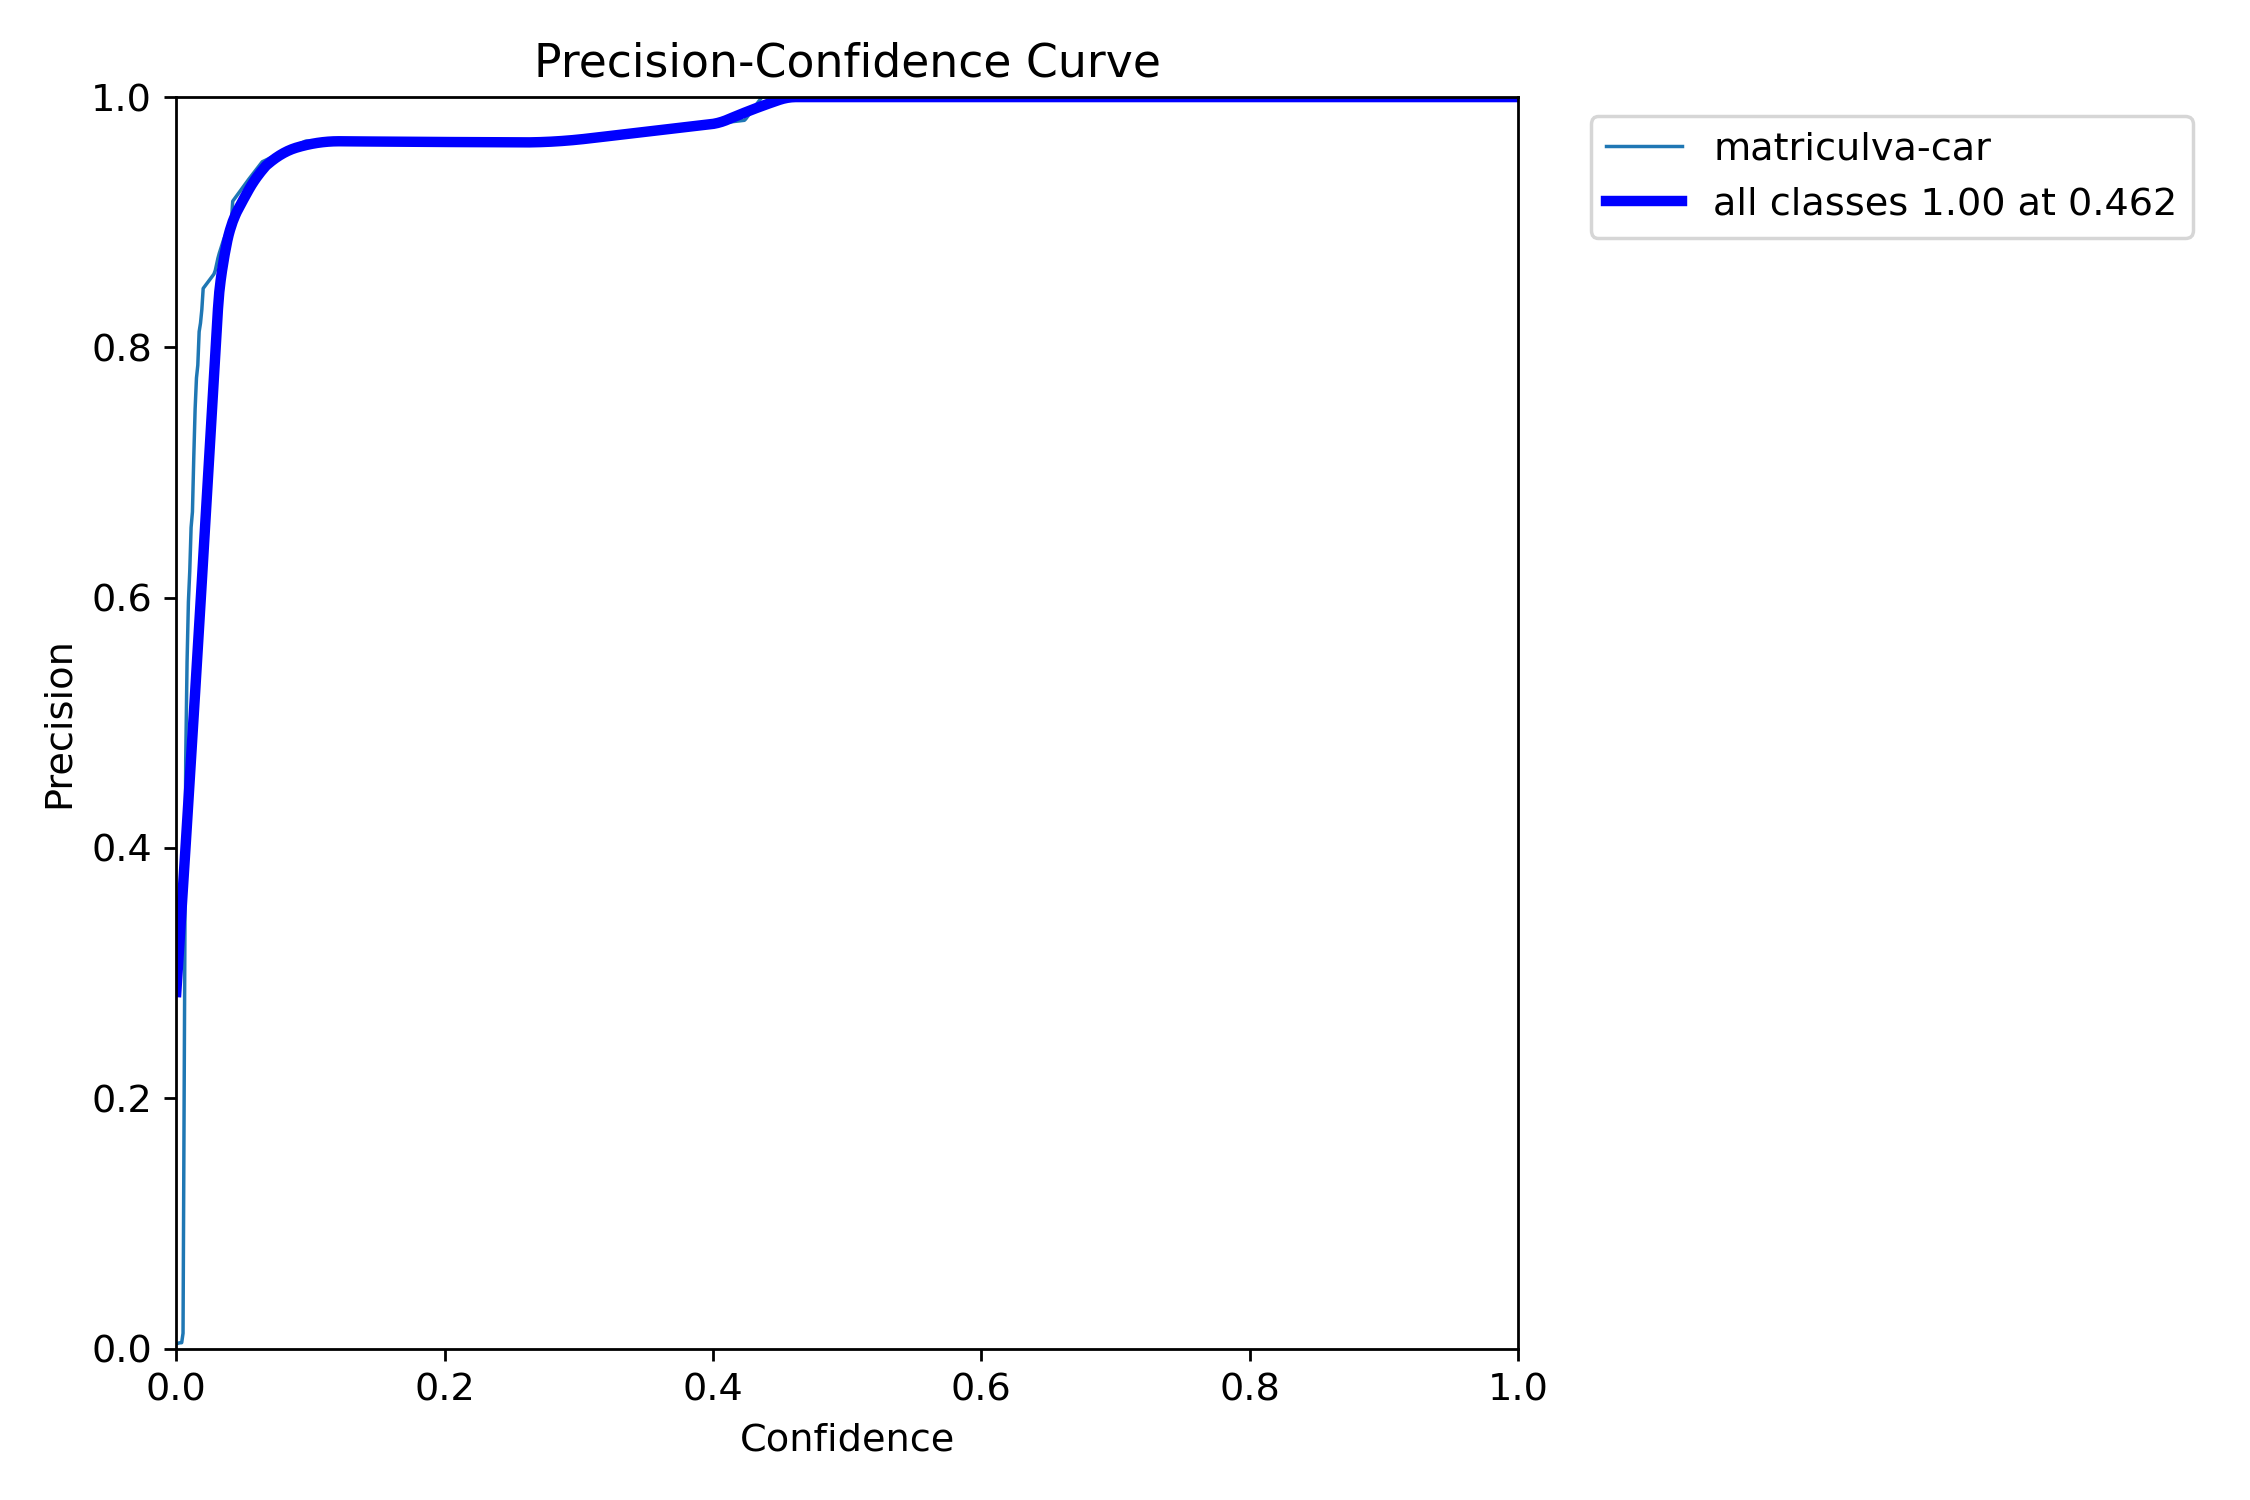 Precision-Confidence Curve
matriculva-car
all classes 1.00 at 0.462
Precision
1.0
0.8
0.6
0.4
0.2
0.0
0.0 0.2 0.4 0.6 0.8 1.0
Confidence